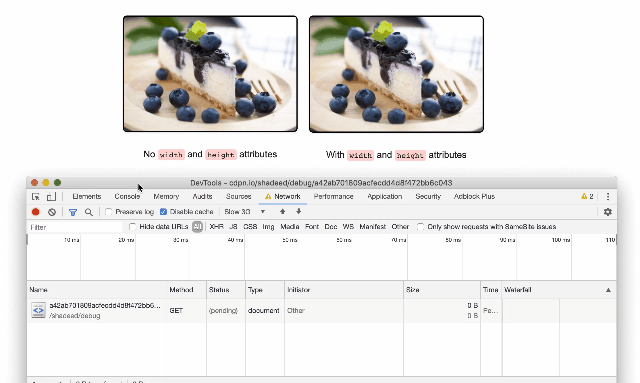 No width and height attributes
With width and height attributes
DevTools - cdpn.io/shadeed/debug/a42ab701809acfecdd4d8f472bb6c043
Elements Console Memory Audits Sources Network Performance Application Security Adblock Plus 2
Preserve log Disable cache Slow 3G
Filter Hide data URLs All XHR JS CSS Img Media Font Doc WS Manifest Other Only show requests with SameSite issues
10 ms 20 ms 30 ms 40 ms 50 ms 60 ms 70 ms 80 ms 90 ms 100 ms 110
Name Method Status Type Initiator Size Time Waterfall
a42ab701809acfecdd4d8f472bb6... GET (pending) document Other 0 B Pe...
/shadeed/debug 0 B